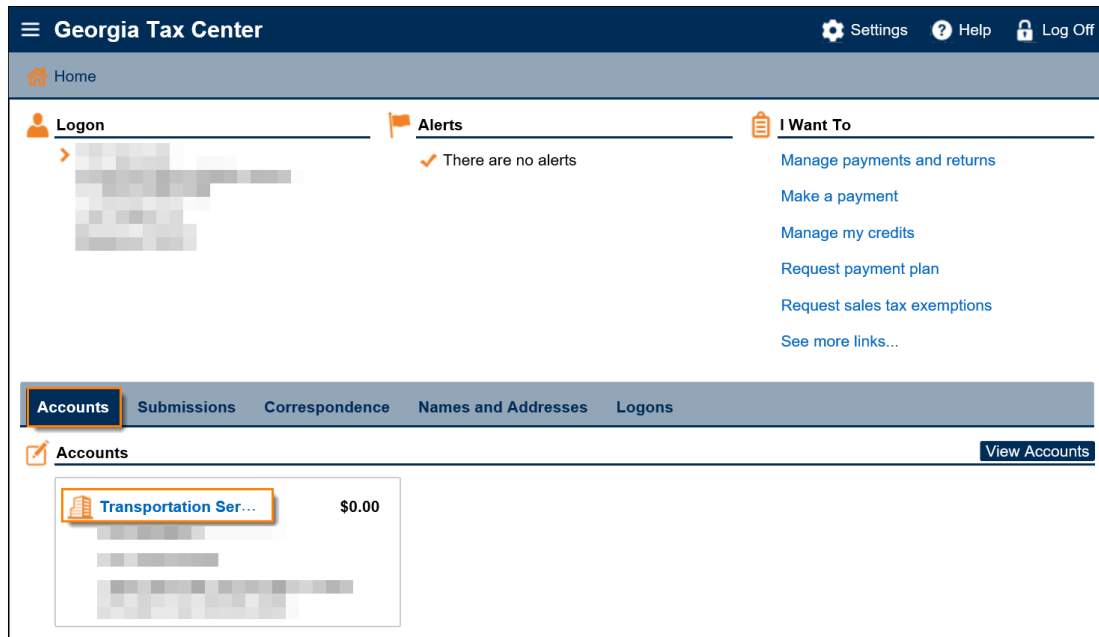 Georgia Tax Center
Settings
Help
Log Off
Home
Logon
Alerts
There are no alerts
I Want To
Manage payments and returns
Make a payment
Manage my credits
Request payment plan
Request sales tax exemptions
See more links...
Accounts
Submissions
Correspondence
Names and Addresses
Logons
Accounts
View Accounts
Transportation Ser...
$0.00